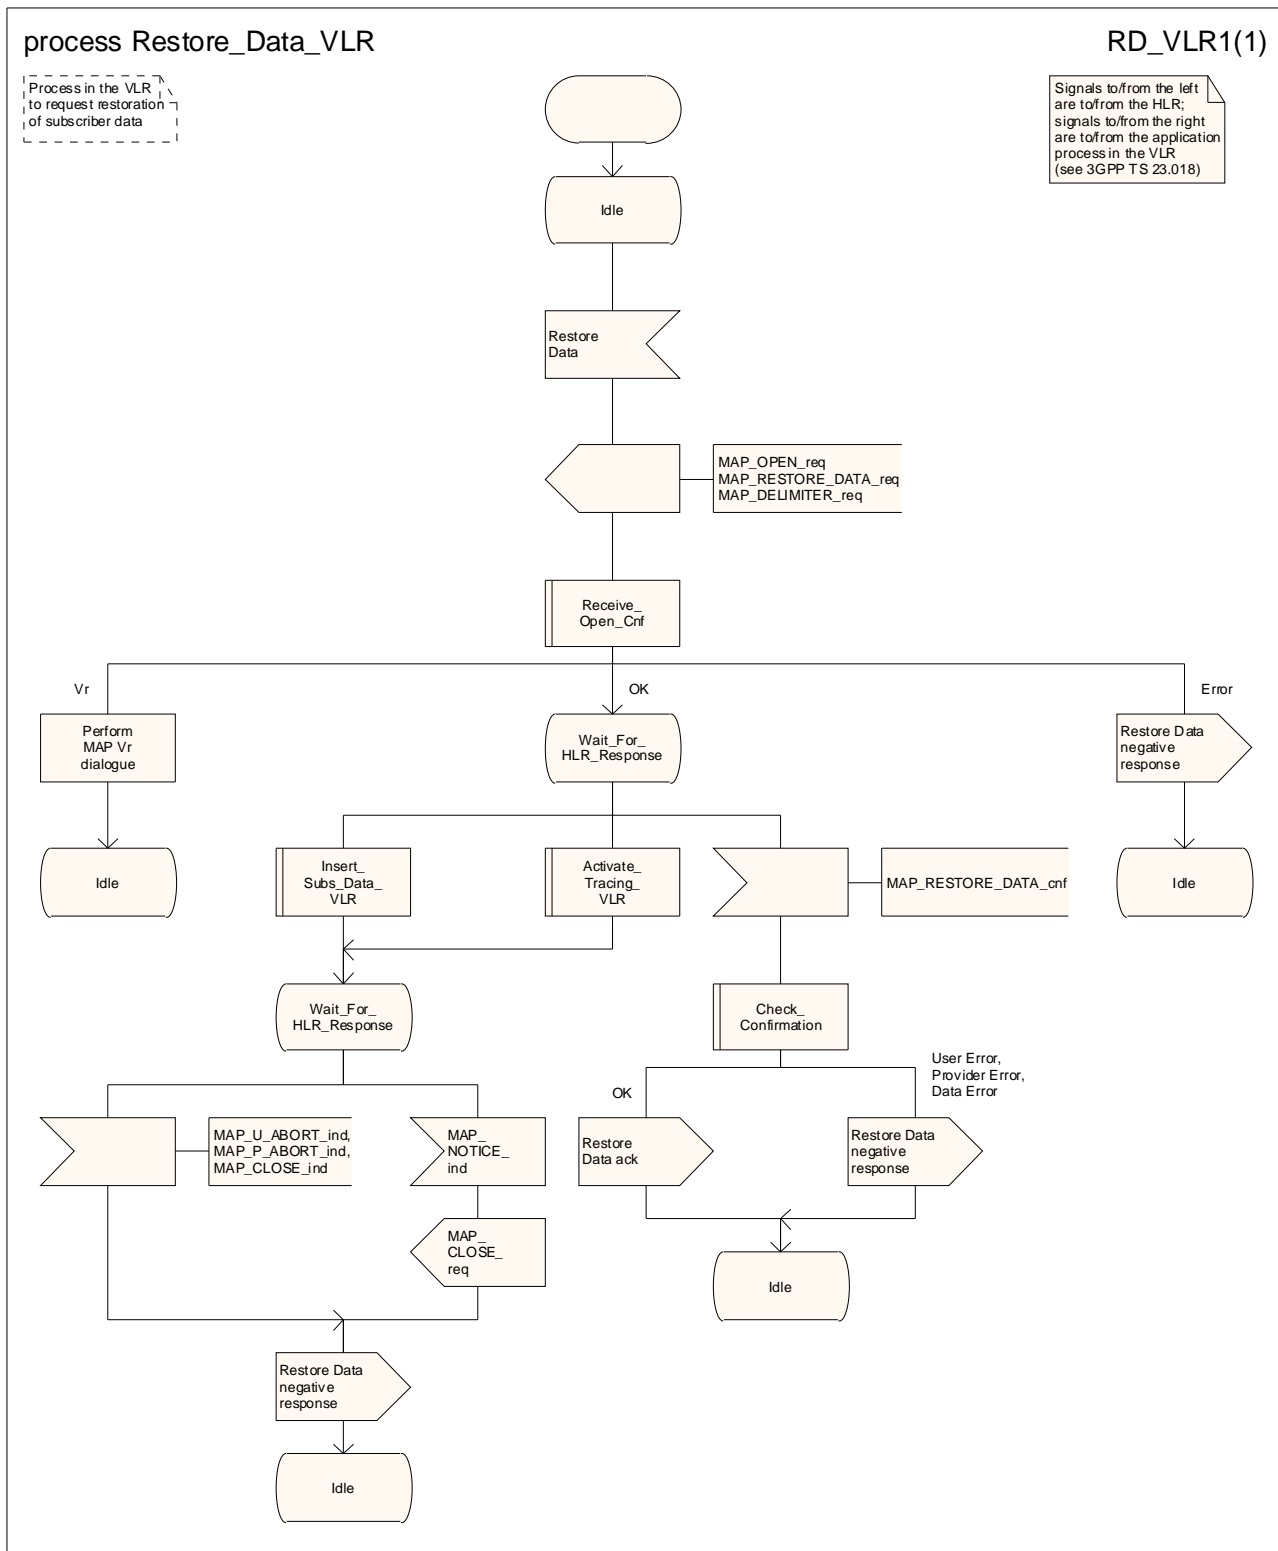 process Restore_Data_VLR
RD_VLR1(1)
Process in the VLR
to request restoration
of subscriber data
Signals to/from the left
are to/from the HLR;
signals to/from the right
are to/from the application
process in the VLR
(see 3GPP TS 23.018)
Idle
Restore
Data
MAP_OPEN_req
MAP_RESTORE_DATA_req
MAP_DELIMITER_req
Receive_
Open_Cnf
Vr
OK
Error
Perform
MAP Vr
dialogue
Wait_For_
HLR_Response
Restore Data
negative
response
Idle
Insert_
Subs_Data_
VLR
Activate_
Tracing_
VLR
MAP_RESTORE_DATA_cnf
Idle
Wait_For_
HLR_Response
Check_
Confirmation
OK
User Error,
Provider Error,
Data Error
MAP_U_ABORT_ind,
MAP_P_ABORT_ind,
MAP_CLOSE_ind
MAP_
NOTICE_
ind
Restore
Data ack
Restore Data
negative
response
MAP_
CLOSE_
req
Idle
Restore Data
negative
response
Idle